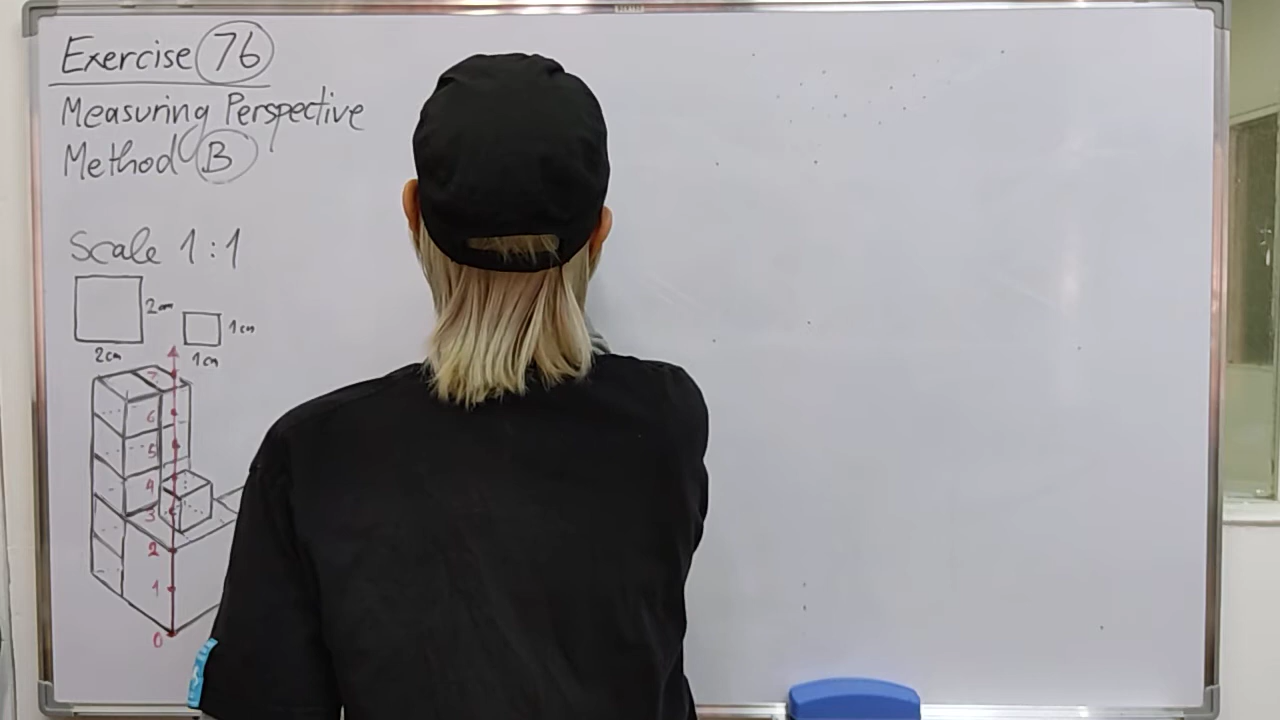 Exercise 76
Measuring Perspective
Method B
Scale 1:1
2cm
1cm
2cm
1cm
7
6
5
4
3
2
1
0